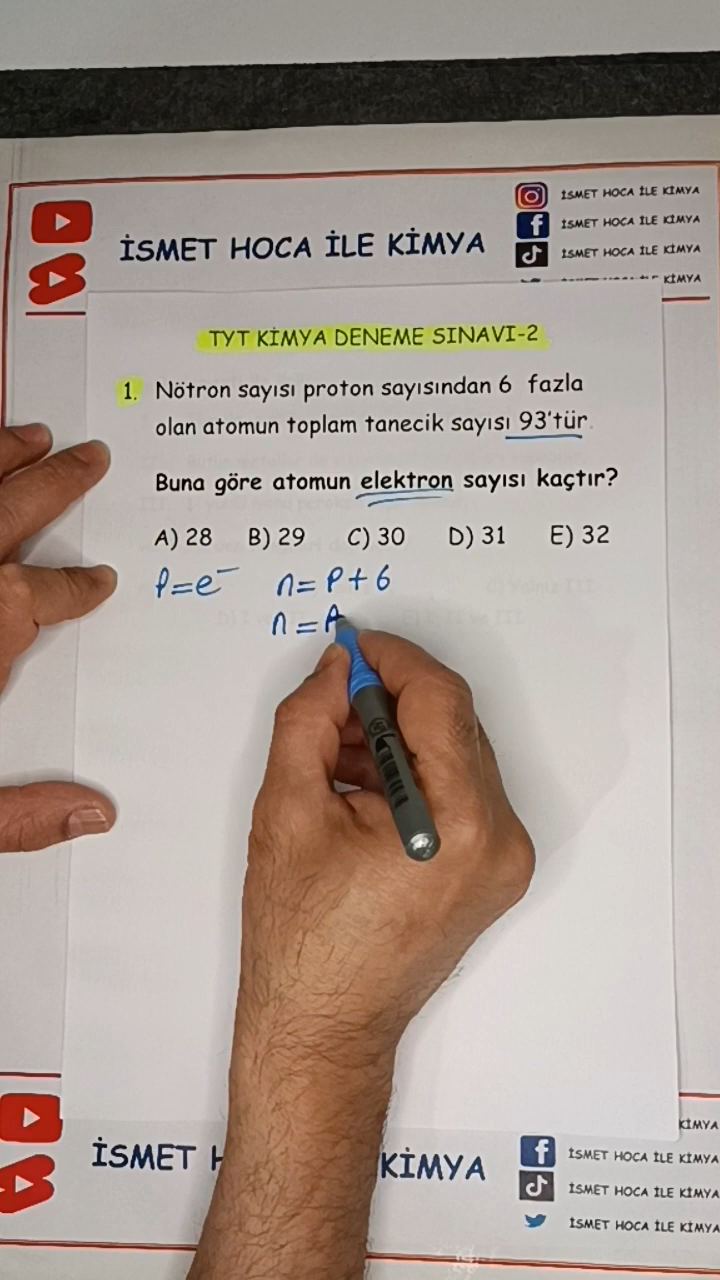 İSMET HOCA İLE KİMYA
İSMET HOCA İLE KİMYA
İSMET HOCA İLE KİMYA
İSMET HOCA İLE KİMYA
KİMYA
TYT KİMYA DENEME SINAVI-2
1. Nötron sayısı proton sayısından 6 fazla
olan atomun toplam tanecik sayısı 93'tür.
Buna göre atomun elektron sayısı kaçtır?
A) 28 B) 29 C) 30 D) 31 E) 32
P=e⁻ n=P+6
n=
KİMYA
İSMET KİMYA
İSMET HOCA İLE KİMYA
İSMET HOCA İLE KİMYA
İSMET HOCA İLE KİMYA